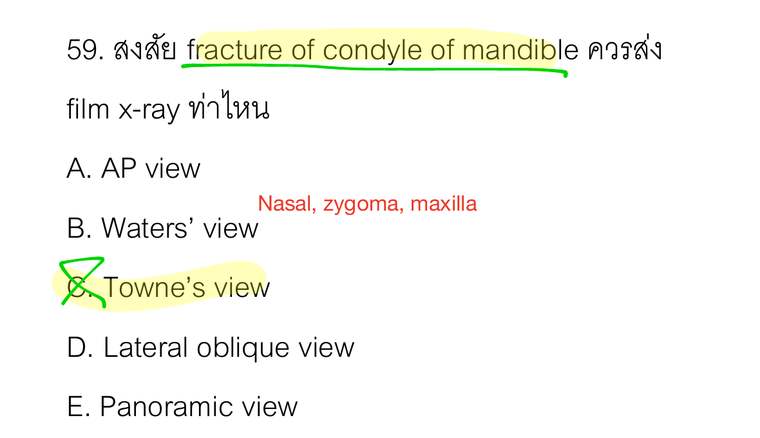 59. สงสัย fracture of condyle of mandible ควรส่ง
film x-ray ท่าไหน
A. AP view
Nasal, zygoma, maxilla
B. Waters’ view
C. Towne’s view
D. Lateral oblique view
E. Panoramic view